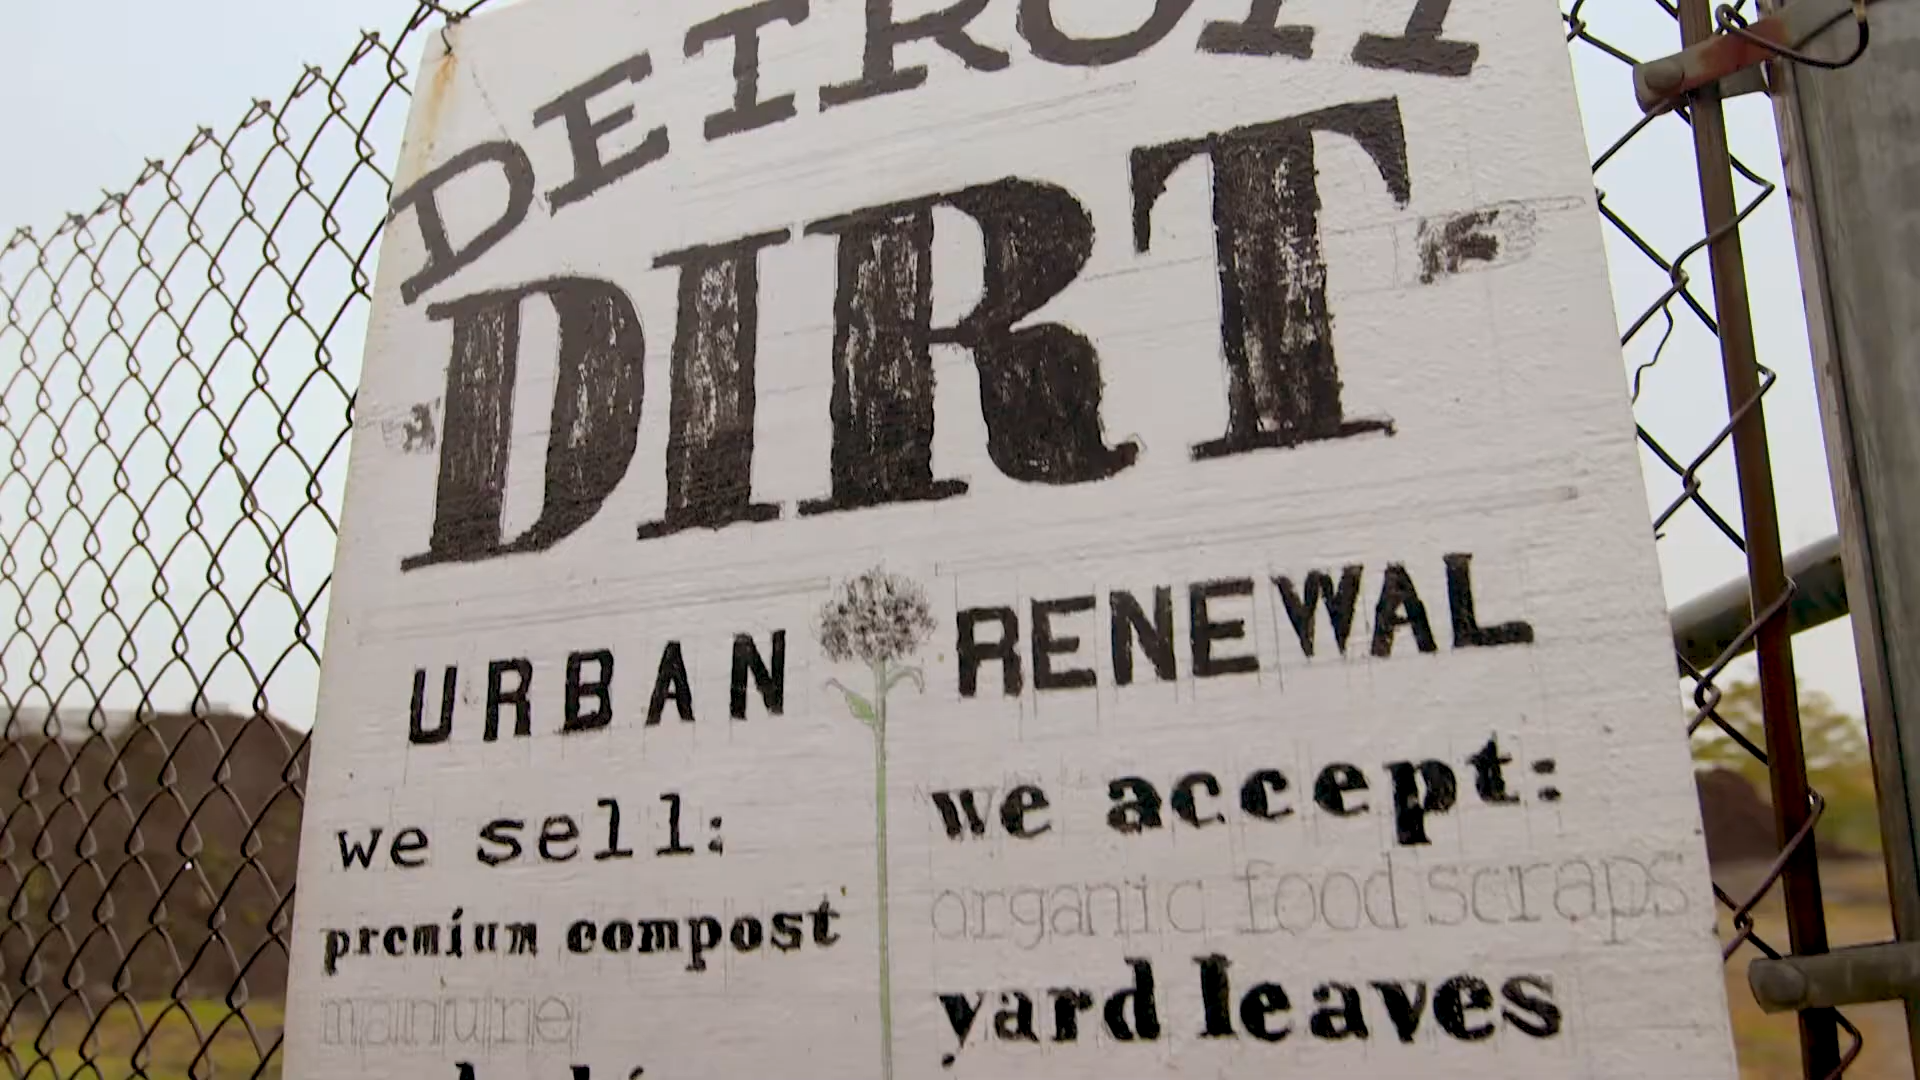 DETROIT
DIRT
URBAN RENEWAL
we sell:
premium compost
manure
we accept:
organic food scraps
yard leaves